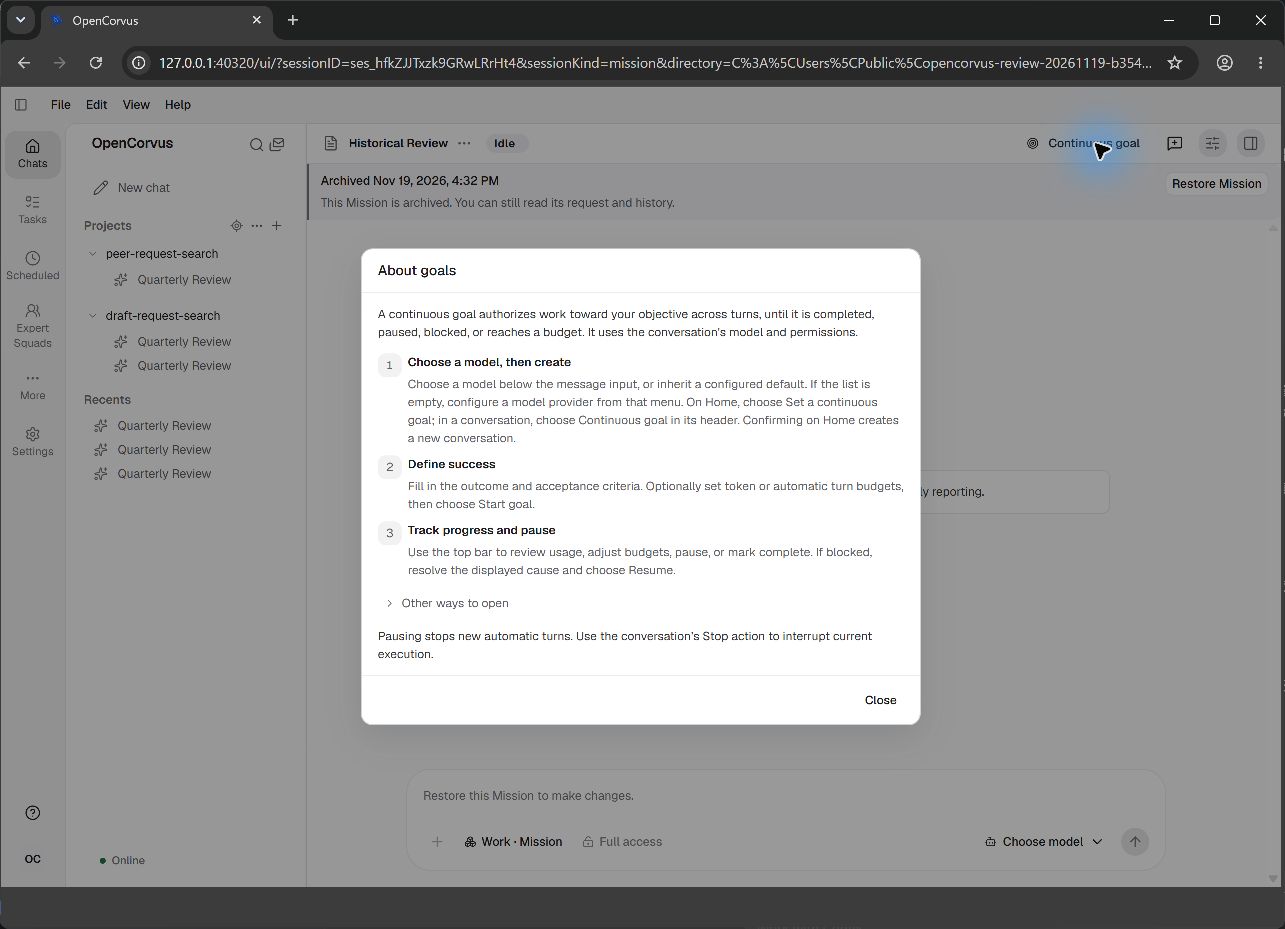 OpenCorvus
127.0.0.1:40320/ui/?sessionID=ses_hfkZJJTxzk9GRwLRrHt4&sessionKind=mission&directory=C%3A%5CUsers%5CPublic%5Copencorvus-review-20261119-b354...
File Edit View Help
Chats
Tasks
Scheduled
Expert
Squads
More
Settings
OC
OpenCorvus
New chat
Projects
peer-request-search
Quarterly Review
draft-request-search
Quarterly Review
Quarterly Review
Recents
Quarterly Review
Quarterly Review
Quarterly Review
Online
Historical Review
Idle
goal
Archived Nov 19, 2026, 4:32 PM
This Mission is archived. You can still read its request and history.
Restore Mission
About goals
A continuous goal authorizes work toward your objective across turns, until it is completed,
paused, blocked, or reaches a budget. It uses the conversation's model and permissions.
1
Choose a model, then create
Choose a model below the message input, or inherit a configured default. If the list is
empty, configure a model provider from that menu. On Home, choose Set a continuous
goal; in a conversation, choose Continuous goal in its header. Confirming on Home creates
a new conversation.
2
Define success
Fill in the outcome and acceptance criteria. Optionally set token or automatic turn budgets,
then choose Start goal.
3
Track progress and pause
Use the top bar to review usage, adjust budgets, pause, or mark complete. If blocked,
resolve the displayed cause and choose Resume.
Other ways to open
Pausing stops new automatic turns. Use the conversation's Stop action to interrupt current
execution.
Close
reporting.
Restore this Mission to make changes.
Work · Mission
Full access
Choose model